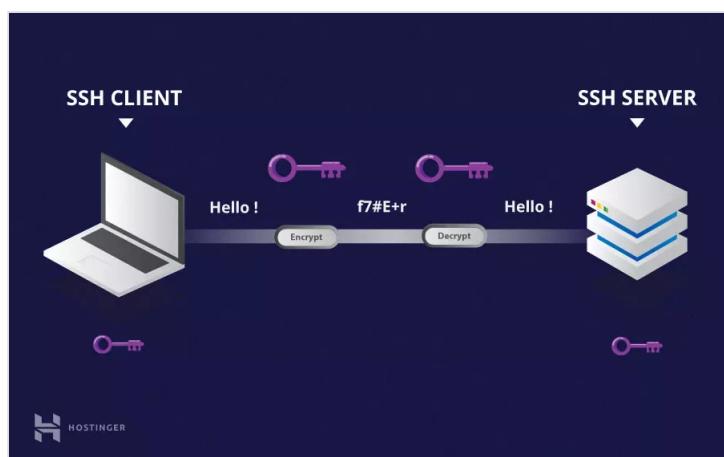 SSH CLIENT
SSH SERVER
Hello !
f7#E+r
Hello !
Encrypt
Decrypt
HOSTINGER